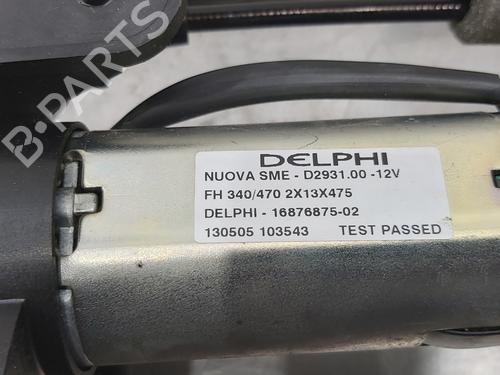 B-PARTS
DELPHI
NUOVA SME - D2931.00 -12V
FH 340/470 2X13X475
DELPHI - 16876875-02
130505 103543 TEST PASSED